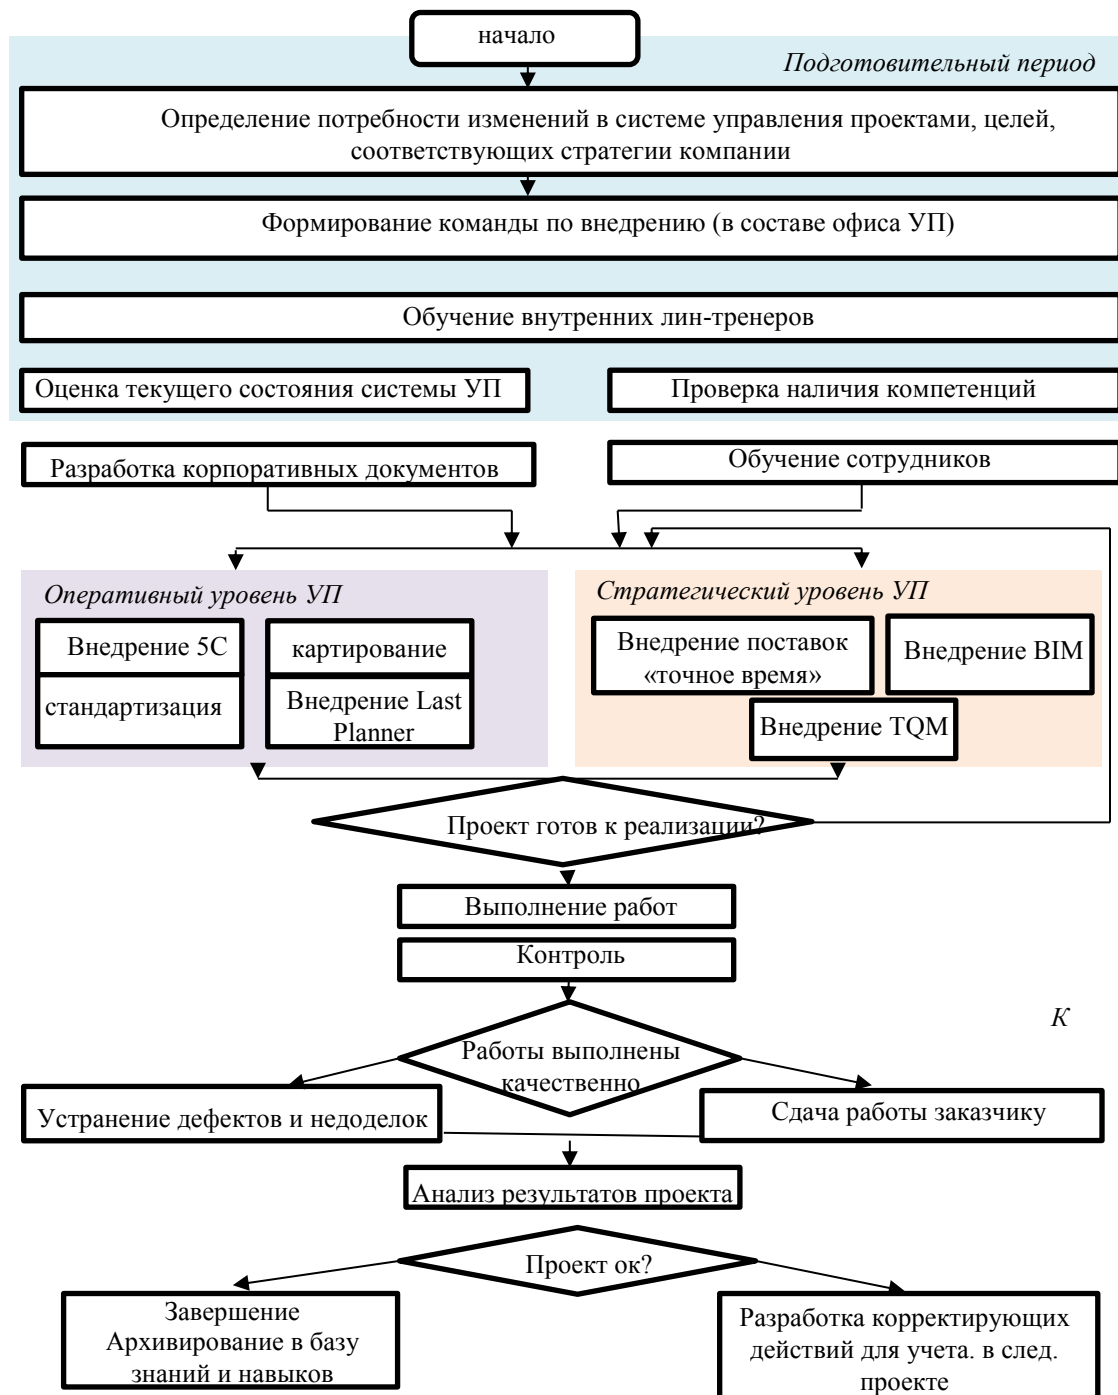 начало
Подготовительный период
Определение потребности изменений в системе управления проектами, целей,
соответствующих стратегии компании
Формирование команды по внедрению (в составе офиса УП)
Обучение внутренних лин-тренеров
Оценка текущего состояния системы УП
Проверка наличия компетенций
Разработка корпоративных документов
Обучение сотрудников
Оперативный уровень УП
Внедрение 5С
картирование
стандартизация
Внедрение Last
Planner
Стратегический уровень УП
Внедрение поставок
«точное время»
Внедрение BIM
Внедрение TQM
Проект готов к реализации?
Выполнение работ
Контроль
К
Работы выполнены
качественно
Устранение дефектов и недоделок
Сдача работы заказчику
Анализ результатов проекта
Проект ок?
Завершение
Архивирование в базу
знаний и навыков
Разработка корректирующих
действий для учета. в след.
проекте